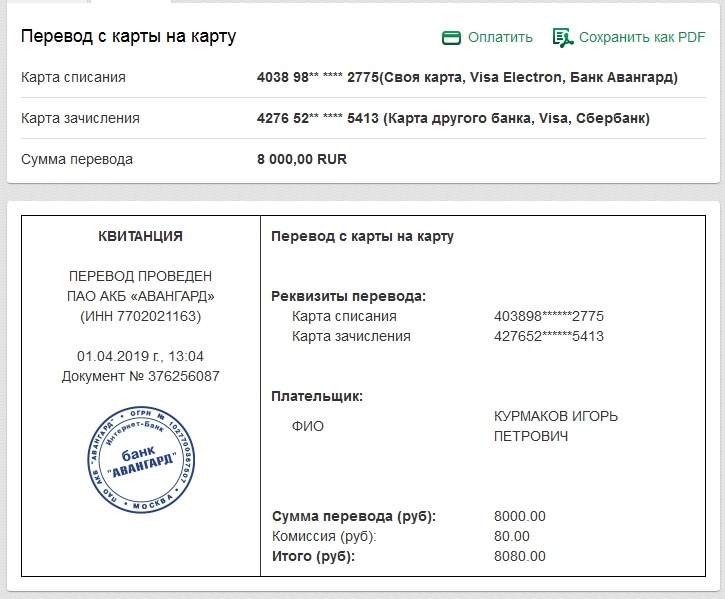 Перевод с карты на карту
Оплатить
Сохранить как PDF
Карта списания 4038 98** **** 2775(Своя карта, Visa Electron, Банк Авангард)
Карта зачисления 4276 52** **** 5413 (Карта другого банка, Visa, Сбербанк)
Сумма перевода 8 000,00 RUR
КВИТАНЦИЯ
ПЕРЕВОД ПРОВЕДЕН
ПАО АКБ «АВАНГАРД»
(ИНН 7702021163)
01.04.2019 г., 13:04
Документ № 376256087
ПАО АКБ "АВАНГАРД" • ОГРН № 1027700367507
• МОСКВА •
Интернет-Банк
банк
"АВАНГАРД"
Перевод с карты на карту
Реквизиты перевода:
Карта списания 403898******2775
Карта зачисления 427652******5413
Плательщик:
ФИО КУРМАКОВ ИГОРЬ
ПЕТРОВИЧ
Сумма перевода (руб): 8000.00
Комиссия (руб): 80.00
Итого (руб): 8080.00